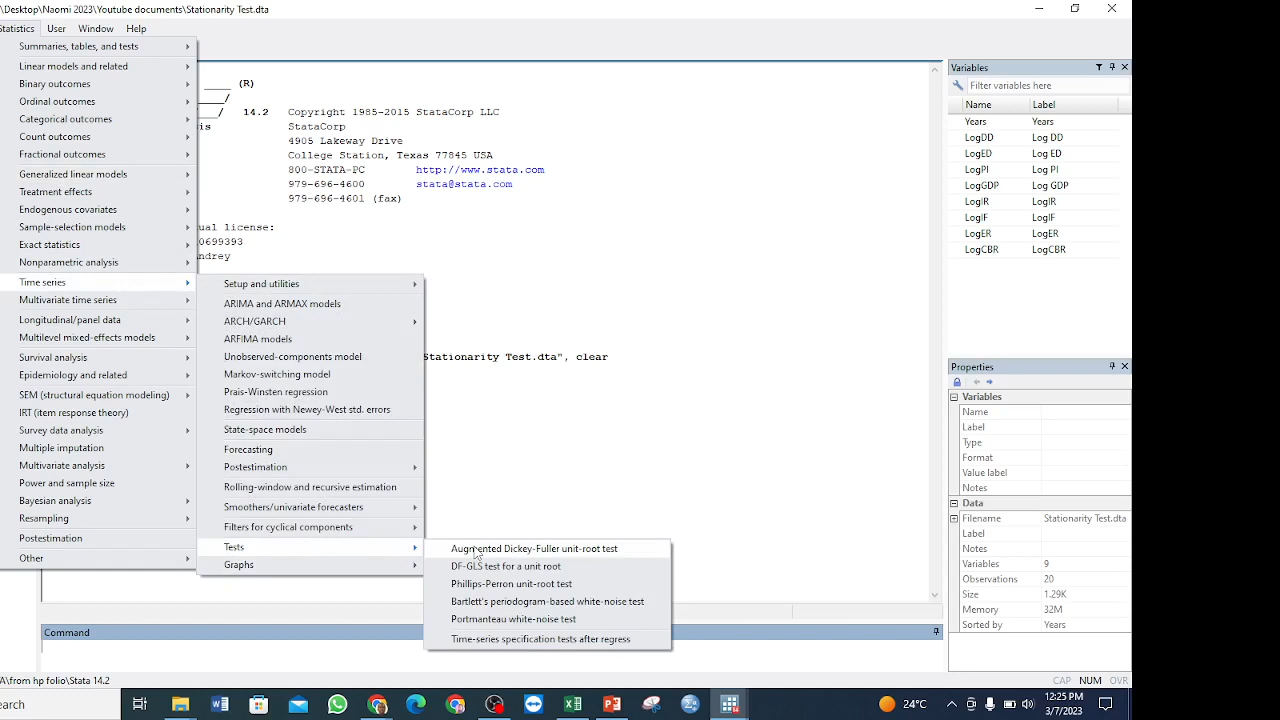 \Desktop\Naomi 2023\Youtube documents\Stationarity Test.dta
Statistics User Window Help
Summaries, tables, and tests
Linear models and related
Binary outcomes
Ordinal outcomes
Categorical outcomes
Count outcomes
Fractional outcomes
Generalized linear models
Treatment effects
Endogenous covariates
Sample-selection models
Exact statistics
Nonparametric analysis
Time series
Multivariate time series
Longitudinal/panel data
Multilevel mixed-effects models
Survival analysis
Epidemiology and related
SEM (structural equation modeling)
IRT (item response theory)
Survey data analysis
Multiple imputation
Multivariate analysis
Power and sample size
Bayesian analysis
Resampling
Postestimation
Other
____ (R)
____/
___/ 14.2 Copyright 1985-2015 StataCorp LLC
is StataCorp
4905 Lakeway Drive
College Station, Texas 77845 USA
800-STATA-PC http://www.stata.com
979-696-4600 stata@stata.com
979-696-4601 (fax)
ual license:
0699393
ndrey
Stationarity Test.dta", clear
Setup and utilities
ARIMA and ARMAX models
ARCH/GARCH
ARFIMA models
Unobserved-components model
Markov-switching model
Prais-Winsten regression
Regression with Newey-West std. errors
State-space models
Forecasting
Postestimation
Rolling-window and recursive estimation
Smoothers/univariate forecasters
Filters for cyclical components
Tests
Graphs
Augmented Dickey-Fuller unit-root test
DF-GLS test for a unit root
Phillips-Perron unit-root test
Bartlett's periodogram-based white-noise test
Portmanteau white-noise test
Time-series specification tests after regress
Command
Variables
Filter variables here
Name Label
Years Years
LogDD Log DD
LogED Log ED
LogPI Log PI
LogGDP Log GDP
LogIR LogIR
LogIF LogIF
LogER LogER
LogCBR LogCBR
Properties
Variables
Name
Label
Type
Format
Value label
Notes
Data
Filename Stationarity Test.dta
Label
Notes
Variables 9
Observations 20
Size 1.29K
Memory 32M
Sorted by Years
\A\from hp folio\Stata 14.2 CAP NUM OVR
earch
24°C
12:25 PM
3/7/2023